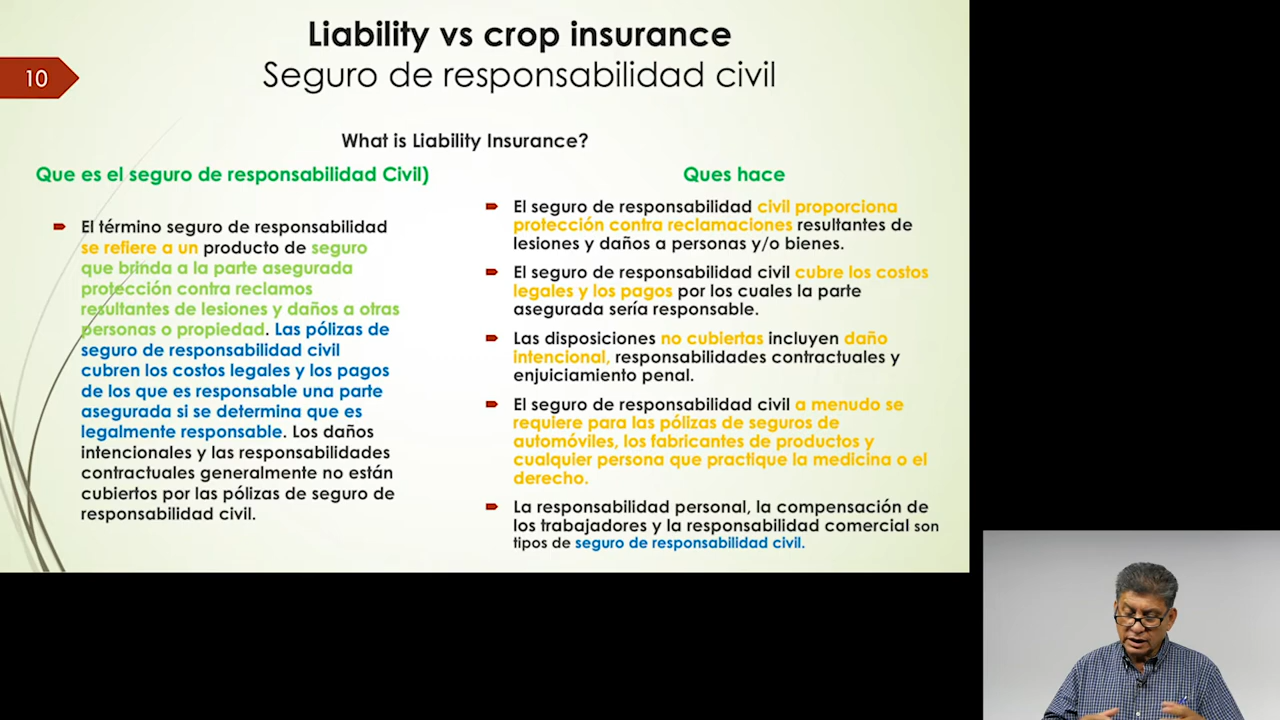 Liability vs crop insurance
Seguro de responsabilidad civil
10
What is Liability Insurance?
Que es el seguro de responsabilidad Civil)
El término seguro de responsabilidad
se refiere a un producto de seguro
que brinda a la parte asegurada
protección contra reclamos
resultantes de lesiones y daños a otras
personas o propiedad. Las pólizas de
seguro de responsabilidad civil
cubren los costos legales y los pagos
de los que es responsable una parte
asegurada si se determina que es
legalmente responsable. Los daños
intencionales y las responsabilidades
contractuales generalmente no están
cubiertos por las pólizas de seguro de
responsabilidad civil.
Ques hace
El seguro de responsabilidad civil proporciona
protección contra reclamaciones resultantes de
lesiones y daños a personas y/o bienes.
El seguro de responsabilidad civil cubre los costos
legales y los pagos por los cuales la parte
asegurada sería responsable.
Las disposiciones no cubiertas incluyen daño
intencional, responsabilidades contractuales y
enjuiciamiento penal.
El seguro de responsabilidad civil a menudo se
requiere para las pólizas de seguros de
automóviles, los fabricantes de productos y
cualquier persona que practique la medicina o el
derecho.
La responsabilidad personal, la compensación de
los trabajadores y la responsabilidad comercial son
tipos de seguro de responsabilidad civil.